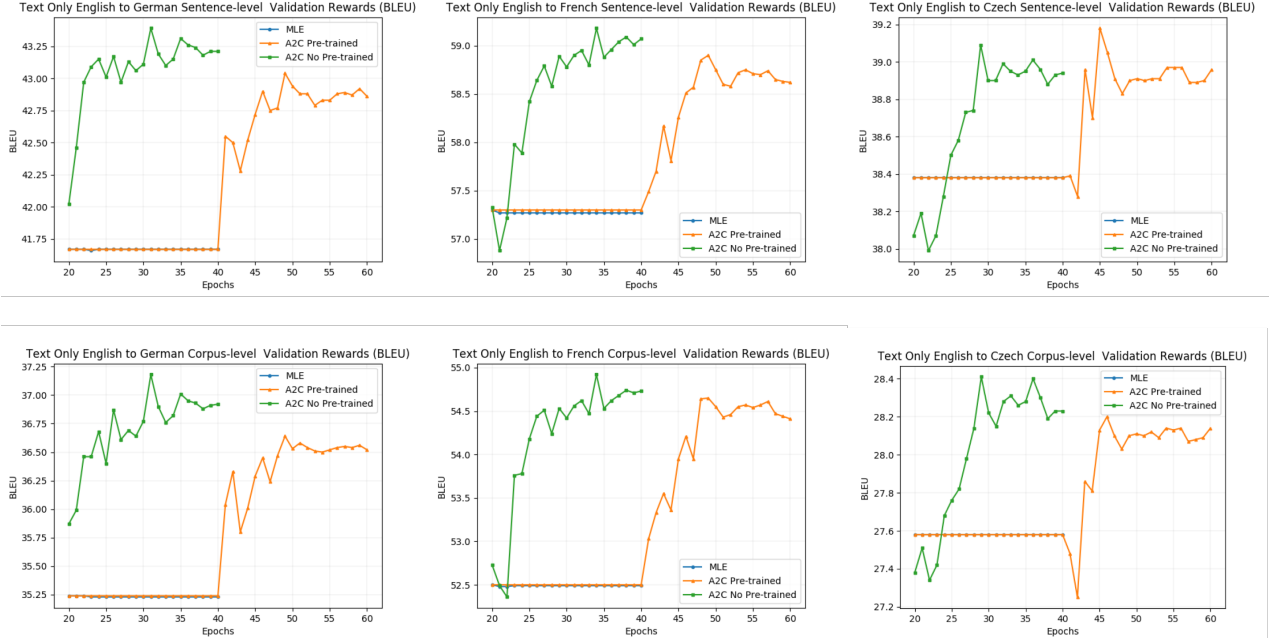 Text Only English to German Sentence-level Validation Rewards (BLEU)
43.25
43.00
42.75
42.50
42.25
42.00
41.75
BLEU
20 25 30 35 40 45 50 55 60
Epochs
MLE
A2C Pre-trained
A2C No Pre-trained
Text Only English to French Sentence-level Validation Rewards (BLEU)
59.0
58.5
58.0
57.5
57.0
BLEU
20 25 30 35 40 45 50 55 60
Epochs
MLE
A2C Pre-trained
A2C No Pre-trained
Text Only English to Czech Sentence-level Validation Rewards (BLEU)
39.2
39.0
38.8
38.6
38.4
38.2
38.0
BLEU
20 25 30 35 40 45 50 55 60
Epochs
MLE
A2C Pre-trained
A2C No Pre-trained
Text Only English to German Corpus-level Validation Rewards (BLEU)
37.25
37.00
36.75
36.50
36.25
36.00
35.75
35.50
35.25
BLEU
20 25 30 35 40 45 50 55 60
Epochs
MLE
A2C Pre-trained
A2C No Pre-trained
Text Only English to French Corpus-level Validation Rewards (BLEU)
55.0
54.5
54.0
53.5
53.0
52.5
BLEU
20 25 30 35 40 45 50 55 60
Epochs
MLE
A2C Pre-trained
A2C No Pre-trained
Text Only English to Czech Corpus-level Validation Rewards (BLEU)
28.4
28.2
28.0
27.8
27.6
27.4
27.2
BLEU
20 25 30 35 40 45 50 55 60
Epochs
MLE
A2C Pre-trained
A2C No Pre-trained